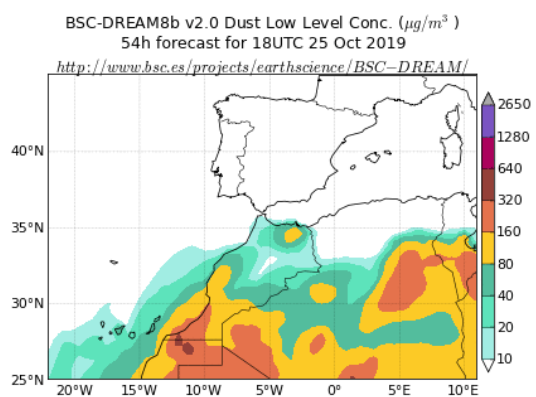 BSC-DREAM8b v2.0 Dust Low Level Conc. (μg/m³ )
54h forecast for 18UTC 25 Oct 2019
http://www.bsc.es/projects/earthscience/BSC−DREAM/
2650
1280
640
320
160
80
40
20
10
40°N
35°N
30°N
25°N
20°W
15°W
10°W
5°W
0°
5°E
10°E